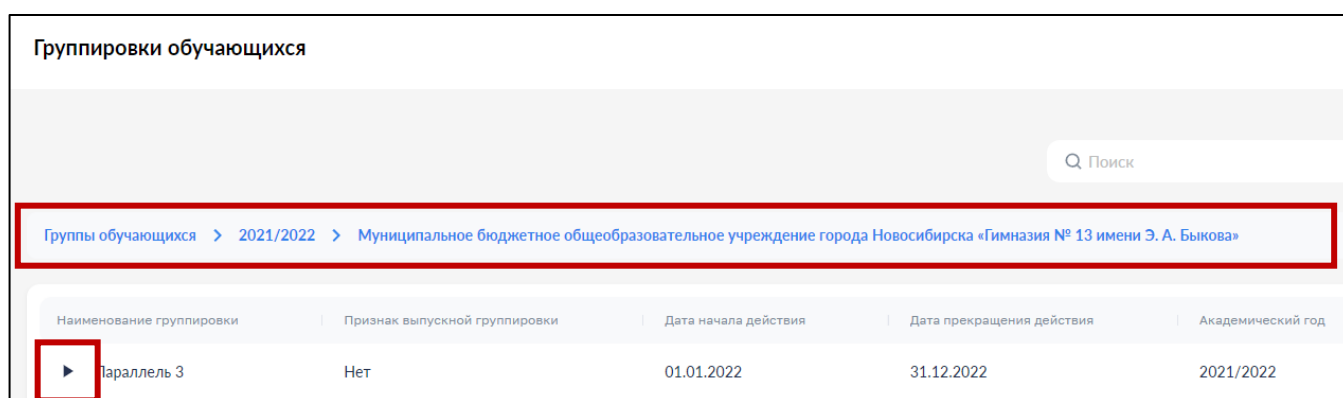 Группировки обучающихся
Поиск
Группы обучающихся > 2021/2022 > Муниципальное бюджетное общеобразовательное учреждение города Новосибирска «Гимназия № 13 имени Э. А. Быкова»
Наименование группировки Признак выпускной группировки Дата начала действия Дата прекращения действия Академический год
Параллель 3 Нет 01.01.2022 31.12.2022 2021/2022